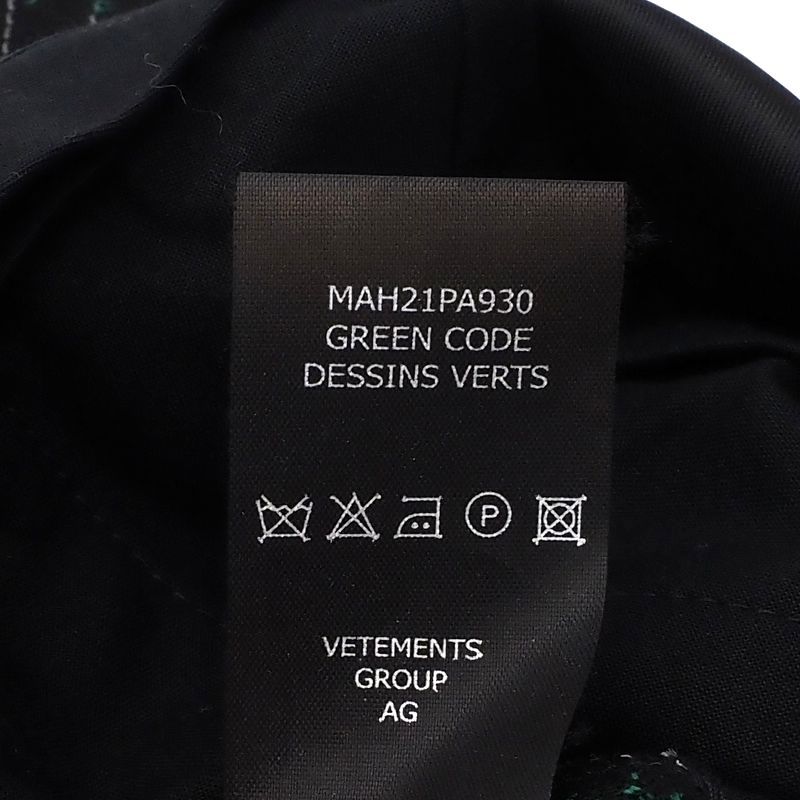 MAH21PA930
GREEN CODE
DESSINS VERTS
P
VETEMENTS
GROUP
AG